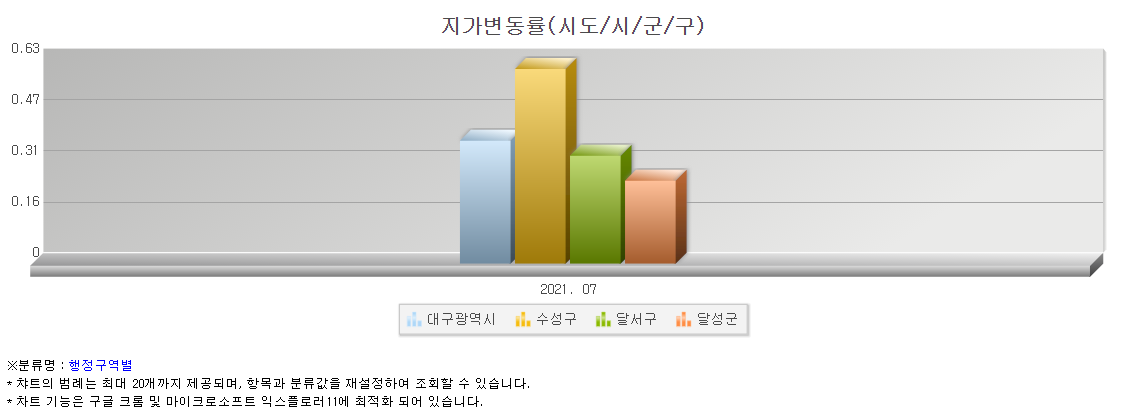 지가변동률(시도/시/군/구)
0.63
0.47
0.31
0.16
0
2021. 07
대구광역시 수성구 달서구 달성군
※분류명 : 행정구역별
* 챠트의 범례는 최대 20개까지 제공되며, 항목과 분류값을 재설정하여 조회할 수 있습니다.
* 차트 기능은 구글 크롬 및 마이크로소프트 익스플로러11에 최적화 되어 있습니다.